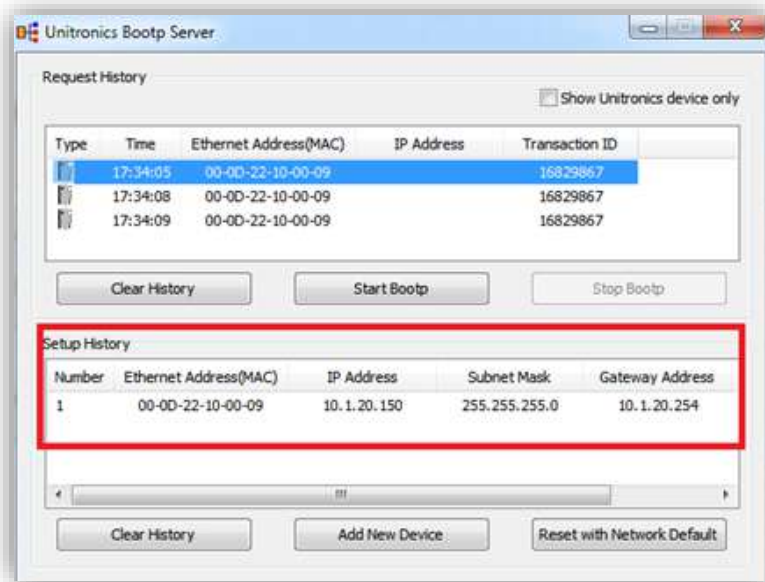 Unitronics Bootp Server
Request History
Show Unitronics device only
Type Time Ethernet Address(MAC) IP Address Transaction ID
17:34:05 00-0D-22-10-00-09 16829867
17:34:08 00-0D-22-10-00-09 16829867
17:34:09 00-0D-22-10-00-09 16829867
Clear History Start Bootp Stop Bootp
Setup History
Number Ethernet Address(MAC) IP Address Subnet Mask Gateway Address
1 00-0D-22-10-00-09 10.1.20.150 255.255.255.0 10.1.20.254
Clear History Add New Device Reset with Network Default